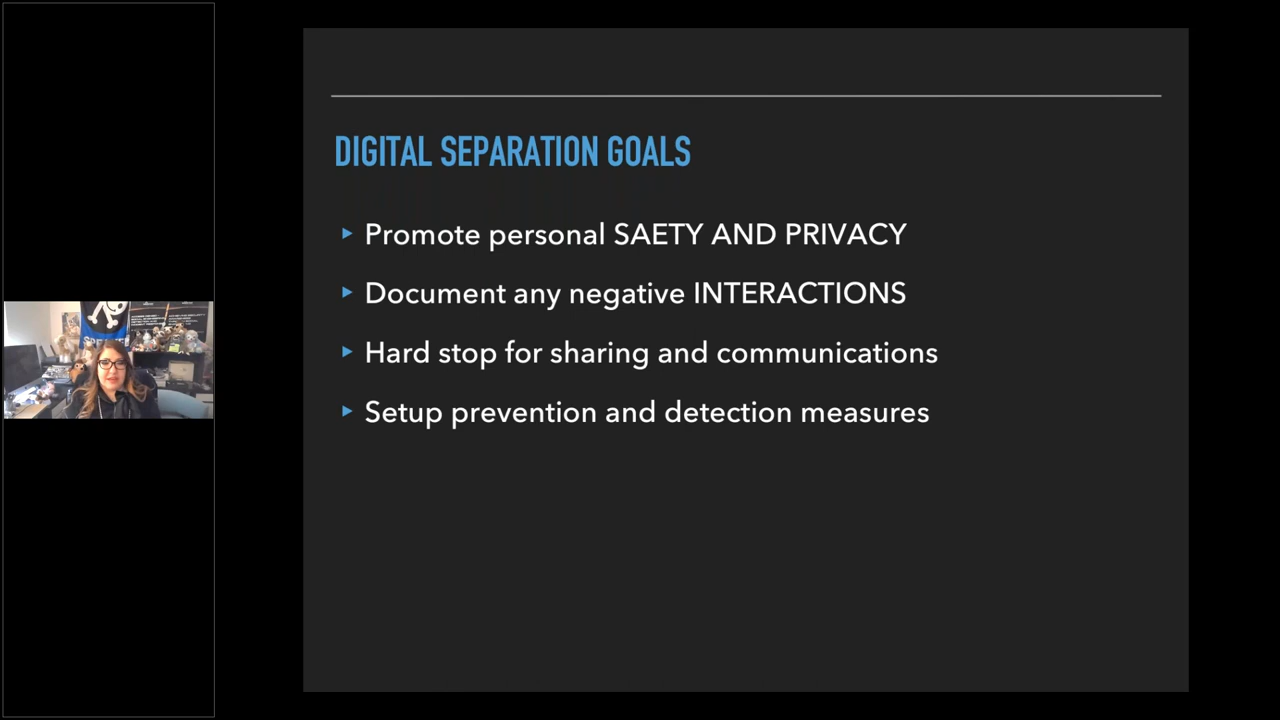 DIGITAL SEPARATION GOALS
Promote personal SAETY AND PRIVACY
Document any negative INTERACTIONS
Hard stop for sharing and communications
Setup prevention and detection measures